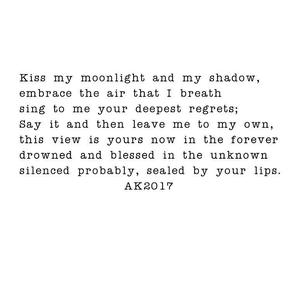 Kiss my moonlight and my shadow,
embrace the air that I breath
sing to me your deepest regrets;
Say it and then leave me to my own,
this view is yours now in the forever
drowned and blessed in the unknown
silenced probably, sealed by your lips.
AK2017